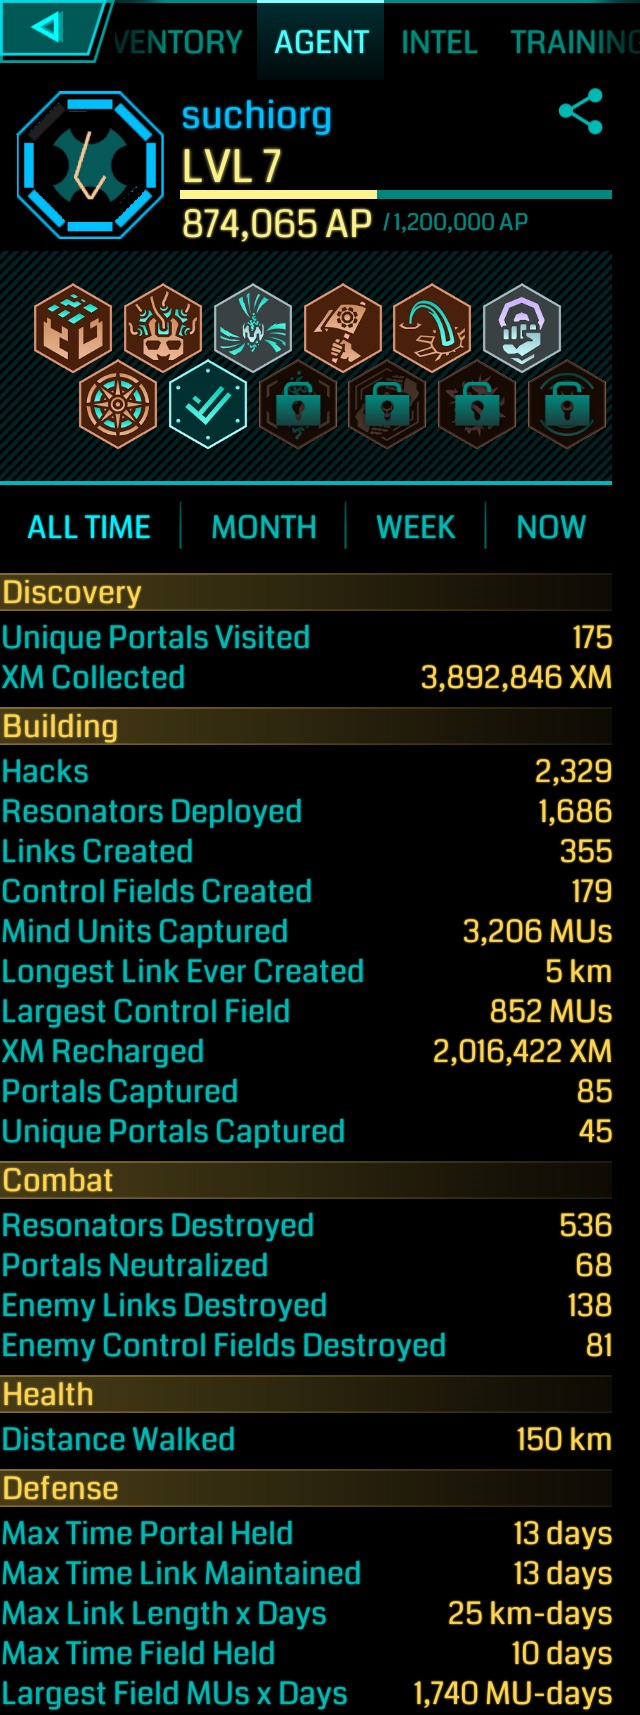 VENTORY AGENT INTEL TRAINING
suchiorg
LVL 7
874,065 AP / 1,200,000 AP
ALL TIME MONTH WEEK NOW
Discovery
Unique Portals Visited 175
XM Collected 3,892,846 XM
Building
Hacks 2,329
Resonators Deployed 1,686
Links Created 355
Control Fields Created 179
Mind Units Captured 3,206 MUs
Longest Link Ever Created 5 km
Largest Control Field 852 MUs
XM Recharged 2,016,422 XM
Portals Captured 85
Unique Portals Captured 45
Combat
Resonators Destroyed 536
Portals Neutralized 68
Enemy Links Destroyed 138
Enemy Control Fields Destroyed 81
Health
Distance Walked 150 km
Defense
Max Time Portal Held 13 days
Max Time Link Maintained 13 days
Max Link Length x Days 25 km-days
Max Time Field Held 10 days
Largest Field MUs x Days 1,740 MU-days